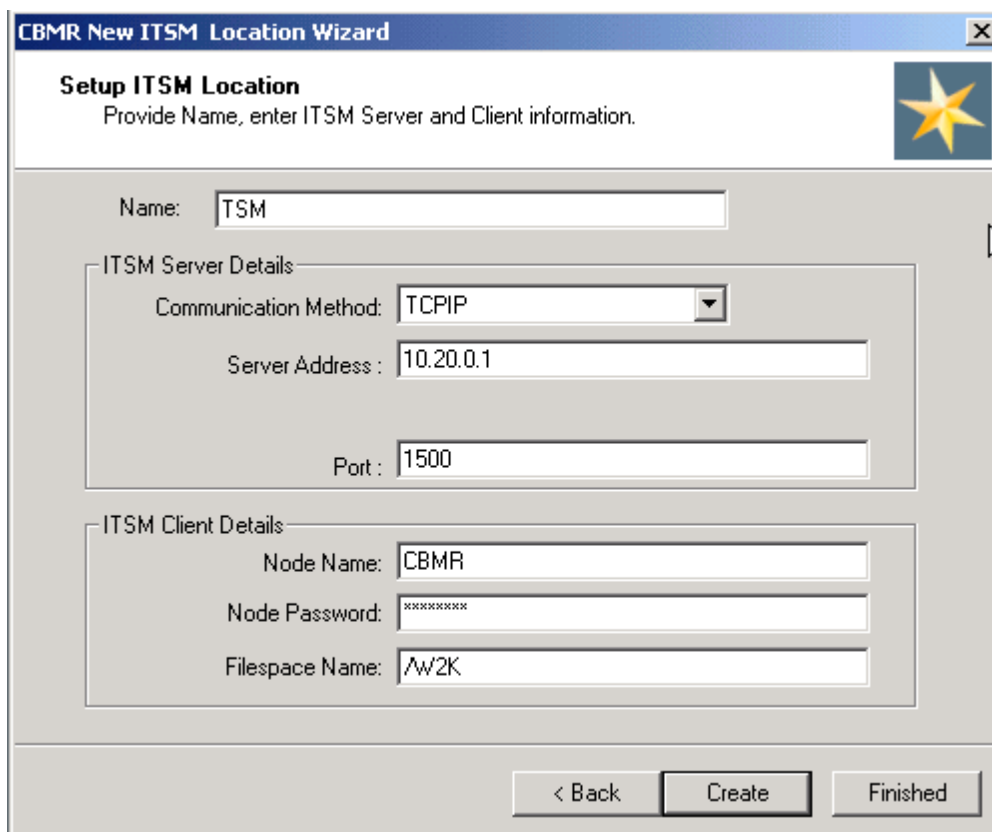 CBMR New ITSM Location Wizard
Setup ITSM Location
Provide Name, enter ITSM Server and Client information.
Name: TSM
ITSM Server Details
Communication Method: TCPIP
Server Address : 10.20.0.1
Port : 1500
ITSM Client Details
Node Name: CBMR
Node Password: ********
Filespace Name: /W2K
< Back Create Finished